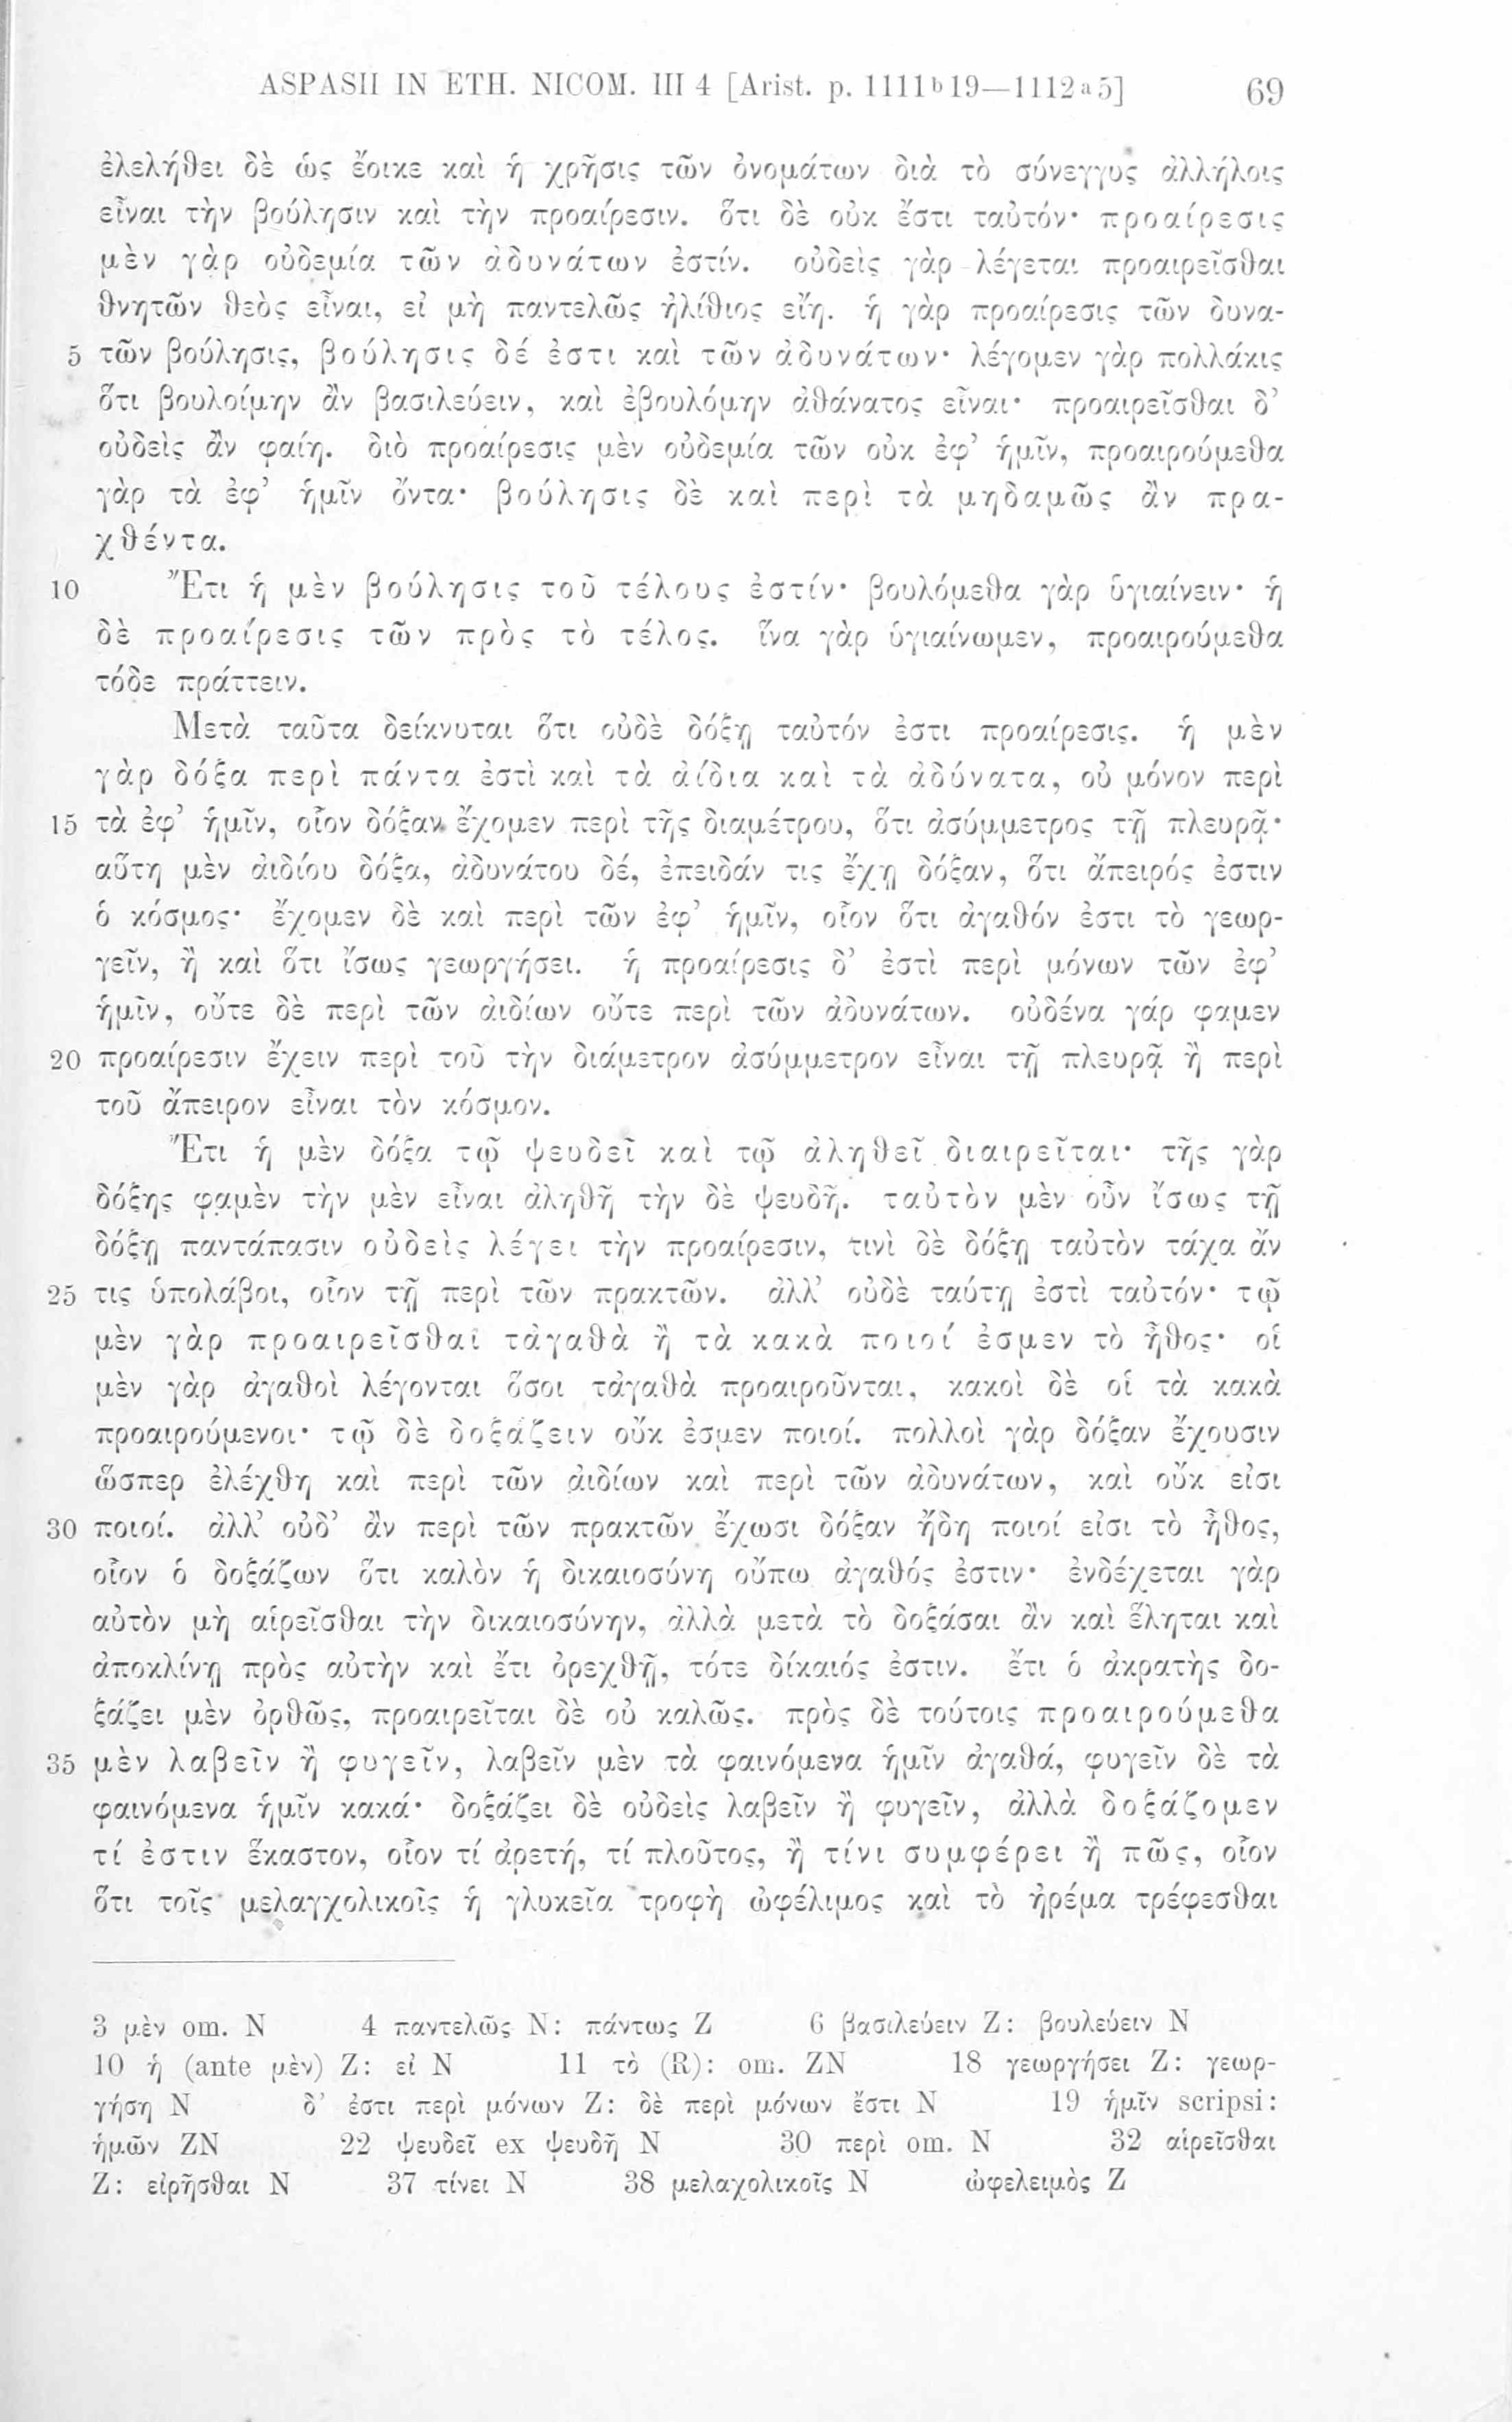 ASPASII IN ETH. NICOM. III 4 [Arist. p. 1111b19—1112a5] 69
ἐλελήθει δὲ ὡς ἔοικε καὶ ἡ χρῆσις τῶν ὀνομάτων διὰ τὸ σύνεγγυς ἀλλήλοις
εἶναι τὴν βούλησιν καὶ τὴν προαίρεσιν. ὅτι δὲ οὐκ ἔστι ταὐτόν· προαίρεσις
μὲν γὰρ οὐδεμία τῶν ἀδυνάτων ἐστίν. οὐδεὶς γὰρ λέγεται προαιρεῖσθαι
θνητῶν θεὸς εἶναι, εἰ μὴ παντελῶς ἠλίθιος εἴη. ἡ γὰρ προαίρεσις τῶν δυνα-
5 τῶν βούλησις, βούλησις δέ ἐστι καὶ τῶν ἀδυνάτων· λέγομεν γὰρ πολλάκις
ὅτι βουλοίμην ἂν βασιλεύειν, καὶ ἐβουλόμην ἀθάνατος εἶναι· προαιρεῖσθαι δ’
οὐδεὶς ἂν φαίη. διὸ προαίρεσις μὲν οὐδεμία τῶν οὐκ ἐφ’ ἡμῖν, προαιρούμεθα
γὰρ τὰ ἐφ’ ἡμῖν ὄντα· βούλησις δὲ καὶ περὶ τὰ μηδαμῶς ἂν πρα-
χθέντα.
10 Ἔτι ἡ μὲν βούλησις τοῦ τέλους ἐστίν· βουλόμεθα γὰρ ὑγιαίνειν· ἡ
δὲ προαίρεσις τῶν πρὸς τὸ τέλος. ἵνα γὰρ ὑγιαίνωμεν, προαιρούμεθα
τόδε πράττειν.
Μετὰ ταῦτα δείκνυται ὅτι οὐδὲ δόξῃ ταὐτόν ἐστι προαίρεσις. ἡ μὲν
γὰρ δόξα περὶ πάντα ἐστὶ καὶ τὰ ἀίδια καὶ τὰ ἀδύνατα, οὐ μόνον περὶ
15 τὰ ἐφ’ ἡμῖν, οἷον δόξαν ἔχομεν περὶ τῆς διαμέτρου, ὅτι ἀσύμμετρος τῇ πλευρᾷ·
αὕτη μὲν ἀιδίου δόξα, ἀδυνάτου δέ, ἐπειδάν τις ἔχῃ δόξαν, ὅτι ἄπειρός ἐστιν
ὁ κόσμος· ἔχομεν δὲ καὶ περὶ τῶν ἐφ’ ἡμῖν, οἷον ὅτι ἀγαθόν ἐστι τὸ γεωρ-
γεῖν, ἢ καὶ ὅτι ἴσως γεωργήσει. ἡ προαίρεσις δ’ ἐστὶ περὶ μόνων τῶν ἐφ’
ἡμῖν, οὔτε δὲ περὶ τῶν ἀιδίων οὔτε περὶ τῶν ἀδυνάτων. οὐδένα γάρ φαμεν
20 προαίρεσιν ἔχειν περὶ τοῦ τὴν διάμετρον ἀσύμμετρον εἶναι τῇ πλευρᾷ ἢ περὶ
τοῦ ἄπειρον εἶναι τὸν κόσμον.
Ἔτι ἡ μὲν δόξα τῷ ψευδεῖ καὶ τῷ ἀληθεῖ διαιρεῖται· τῆς γὰρ
δόξης φαμὲν τὴν μὲν εἶναι ἀληθῆ τὴν δὲ ψευδῆ. ταὐτὸν μὲν οὖν ἴσως τῇ
δόξῃ παντάπασιν οὐδεὶς λέγει τὴν προαίρεσιν, τινὶ δὲ δόξῃ ταὐτὸν τάχα ἄν
25 τις ὑπολάβοι, οἷον τῇ περὶ τῶν πρακτῶν. ἀλλ’ οὐδὲ ταύτῃ ἐστὶ ταὐτόν· τῷ
μὲν γὰρ προαιρεῖσθαι τἀγαθὰ ἢ τὰ κακὰ ποιοί ἐσμεν τὸ ἦθος· οἱ
μὲν γὰρ ἀγαθοὶ λέγονται ὅσοι τἀγαθὰ προαιροῦνται, κακοὶ δὲ οἱ τὰ κακὰ
προαιρούμενοι· τῷ δὲ δοξάζειν οὔκ ἐσμεν ποιοί. πολλοὶ γὰρ δόξαν ἔχουσιν
ὥσπερ ἐλέχθη καὶ περὶ τῶν ἀιδίων καὶ περὶ τῶν ἀδυνάτων, καὶ οὔκ εἰσι
30 ποιοί. ἀλλ’ οὐδ’ ἂν περὶ τῶν πρακτῶν ἔχωσι δόξαν ἤδη ποιοί εἰσι τὸ ἦθος,
οἷον ὁ δοξάζων ὅτι καλὸν ἡ δικαιοσύνη οὔπω ἀγαθός ἐστιν· ἐνδέχεται γὰρ
αὐτὸν μὴ αἱρεῖσθαι τὴν δικαιοσύνην, ἀλλὰ μετὰ τὸ δοξάσαι ἂν καὶ ἕληται καὶ
ἀποκλίνῃ πρὸς αὐτὴν καὶ ἔτι ὀρεχθῇ, τότε δίκαιός ἐστιν. ἔτι ὁ ἀκρατὴς δο-
ξάζει μὲν ὀρθῶς, προαιρεῖται δὲ οὐ καλῶς. πρὸς δὲ τούτοις προαιρούμεθα
35 μὲν λαβεῖν ἢ φυγεῖν, λαβεῖν μὲν τὰ φαινόμενα ἡμῖν ἀγαθά, φυγεῖν δὲ τὰ
φαινόμενα ἡμῖν κακά· δοξάζει δὲ οὐδεὶς λαβεῖν ἢ φυγεῖν, ἀλλὰ δοξάζομεν
τί ἐστιν ἕκαστον, οἷον τί ἀρετή, τί πλοῦτος, ἢ τίνι συμφέρει ἢ πῶς, οἷον
ὅτι τοῖς μελαγχολικοῖς ἡ γλυκεῖα τροφὴ ὠφέλιμος καὶ τὸ ἠρέμα τρέφεσθαι
3 μὲν om. N 4 παντελῶς N: πάντως Z 6 βασιλεύειν Z: βουλεύειν N
10 ἡ (ante μὲν) Z: εἰ N 11 τὸ (R): om. ZN 18 γεωργήσει Z: γεωρ-
γήση N δ’ ἐστι περὶ μόνων Z: δὲ περὶ μόνων ἔστι N 19 ἡμῖν scripsi:
ἡμῶν ZN 22 ψευδεῖ ex ψευδῆ N 30 περὶ om. N 32 αἱρεῖσθαι
Z: εἰρῆσθαι N 37 τίνει N 38 μελαχολικοῖς N ὠφελειμὸς Z